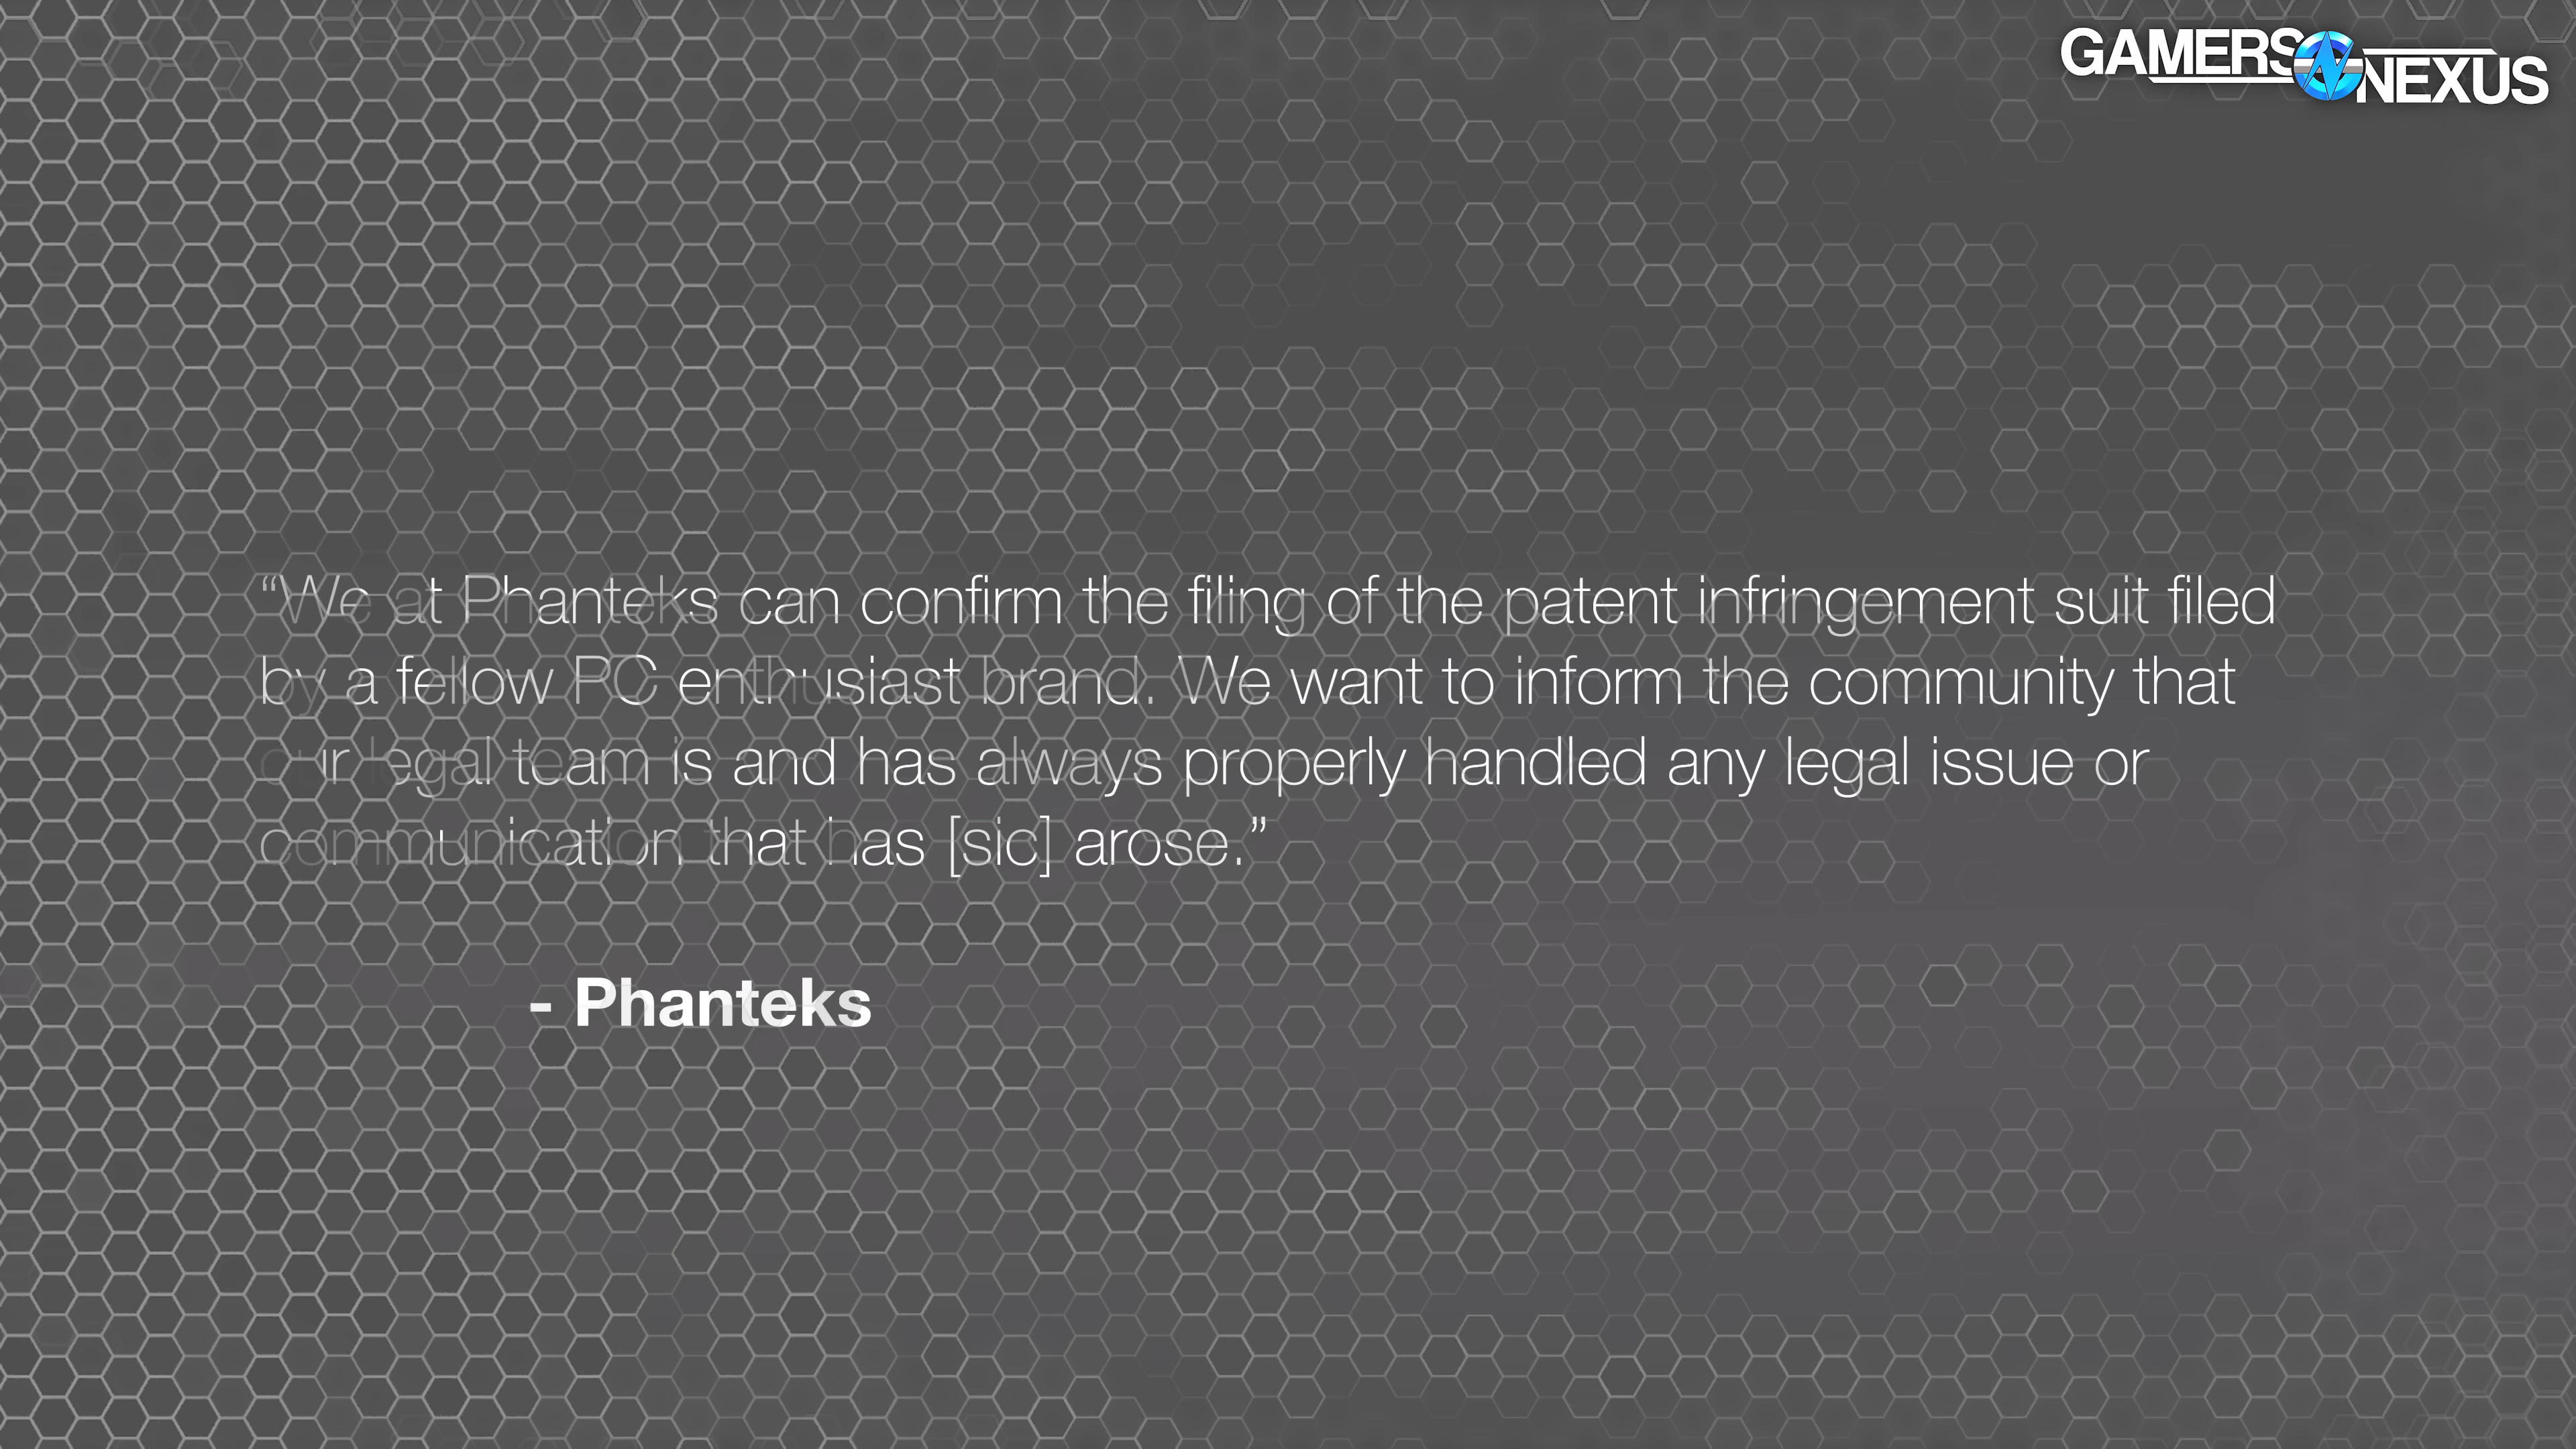 GAMERS NEXUS
“We at Phanteks can confirm the filing of the patent infringement suit filed
by a fellow PC enthusiast brand. We want to inform the community that
our legal team is and has always properly handled any legal issue or
communication that has [sic] arose.”
- Phanteks